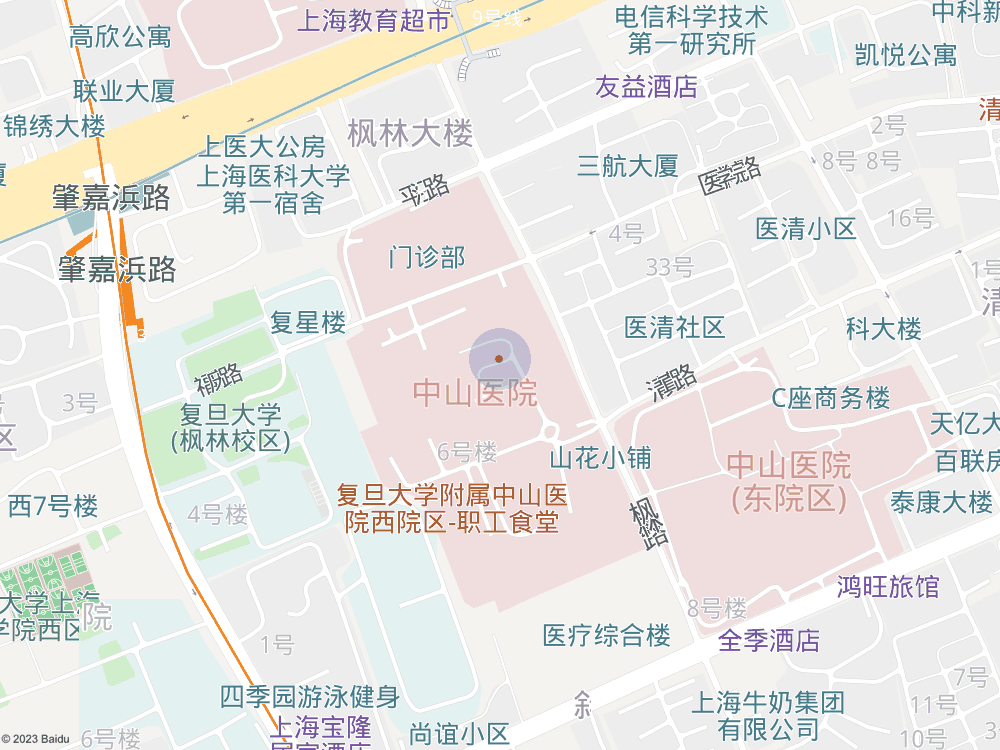 上海教育超市
9号线
电信科学技术
第一研究所
中科新
高欣公寓
凯悦公寓
联业大厦
友益酒店
锦绣大楼
枫林大楼
2号
上医大公房
三航大厦
8号
8号
上海医科大学
第一宿舍
医学院路
平江路
肇嘉浜路
16号
4号
医清小区
门诊部
33号
肇嘉浜路
1号
清
复星楼
医清社区
科大楼
清真路
3号
中山医院
C座商务楼
复旦大学
(枫林校区)
天亿大
6号楼
山花小铺
中山医院
(东院区)
百联房
复旦大学附属中山医
院西院区-职工食堂
泰康大楼
西7号楼
4号楼
枫林路
鸿旺旅馆
大学上海
学院西区
院
8号楼
1号
医疗综合楼
全季酒店
7号
四季园游泳健身
上海牛奶集团
有限公司
11号
上海宝隆
尚谊小区
10号
6号楼
© 2023 Baidu